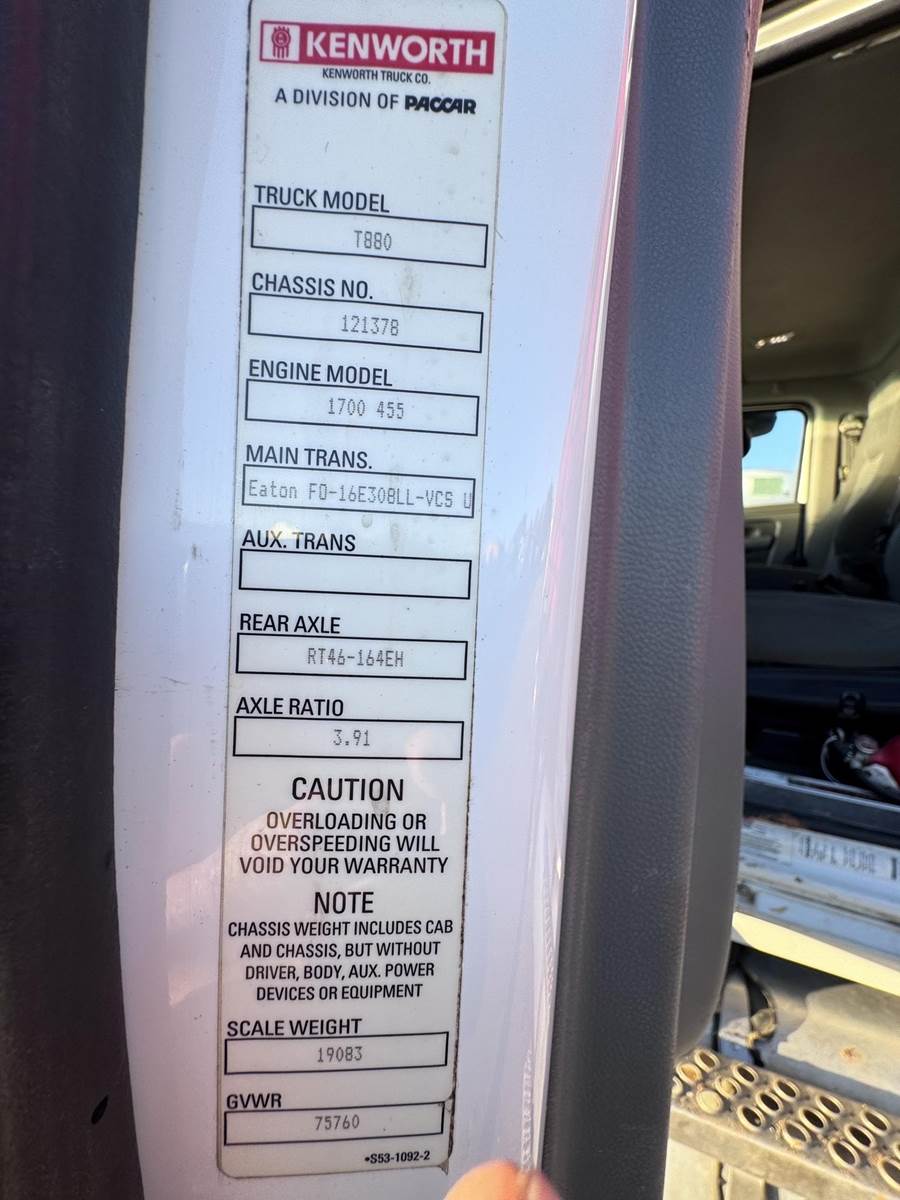 KENWORTH
KENWORTH TRUCK CO.
A DIVISION OF PACCAR
TRUCK MODEL
T880
CHASSIS NO.
121378
ENGINE MODEL
1700 455
MAIN TRANS.
Eaton FO-16E308LL-VCS U
AUX. TRANS
REAR AXLE
RT46-164EH
AXLE RATIO
3.91
CAUTION
OVERLOADING OR
OVERSPEEDING WILL
VOID YOUR WARRANTY
NOTE
CHASSIS WEIGHT INCLUDES CAB
AND CHASSIS, BUT WITHOUT
DRIVER, BODY, AUX. POWER
DEVICES OR EQUIPMENT
SCALE WEIGHT
19083
GVWR
75760
•S53-1092-2